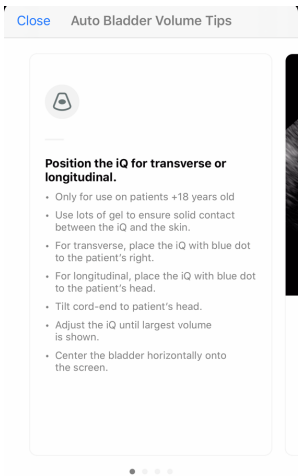 Close Auto Bladder Volume Tips
Position the iQ for transverse or
longitudinal.
• Only for use on patients +18 years old
• Use lots of gel to ensure solid contact
between the iQ and the skin.
• For transverse, place the iQ with blue dot
to the patient's right.
• For longitudinal, place the iQ with blue dot
to the patient's head.
• Tilt cord-end to patient's head.
• Adjust the iQ until largest volume
is shown.
• Center the bladder horizontally onto
the screen.